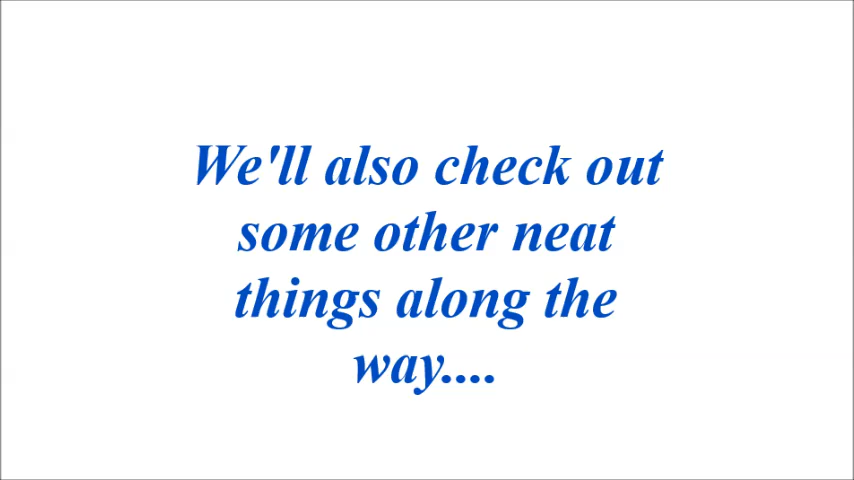 We'll also check out
some other neat
things along the
way....